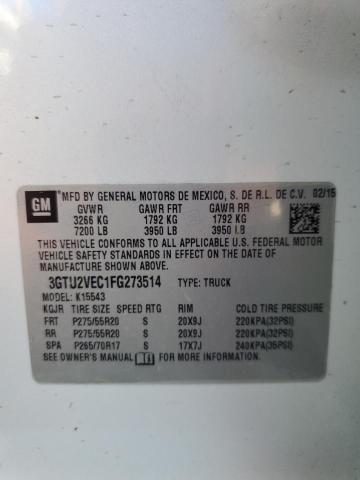 GM MFD BY GENERAL MOTORS DE MEXICO, S. DE R.L. DE C.V. 02/15
GVWR GAWR FRT GAWR RR
3266 KG 1792 KG 1792 KG
7200 LB 3950 LB 3950 LB
THIS VEHICLE CONFORMS TO ALL APPLICABLE U.S. FEDERAL MOTOR
VEHICLE SAFETY STANDARDS IN EFFECT ON THE DATE OF
MANUFACTURE SHOWN ABOVE.
3GTU2VEC1FG273514 TYPE: TRUCK
MODEL: K15543
KGJR TIRE SIZE SPEED RTG RIM COLD TIRE PRESSURE
FRT P275/55R20 S 20X9J 220KPA(32PSI)
RR P275/55R20 S 20X9J 220KPA(32PSI)
SPA P265/70R17 S 17X7J 240KPA(35PSI)
SEE OWNER'S MANUAL FOR MORE INFORMATION.